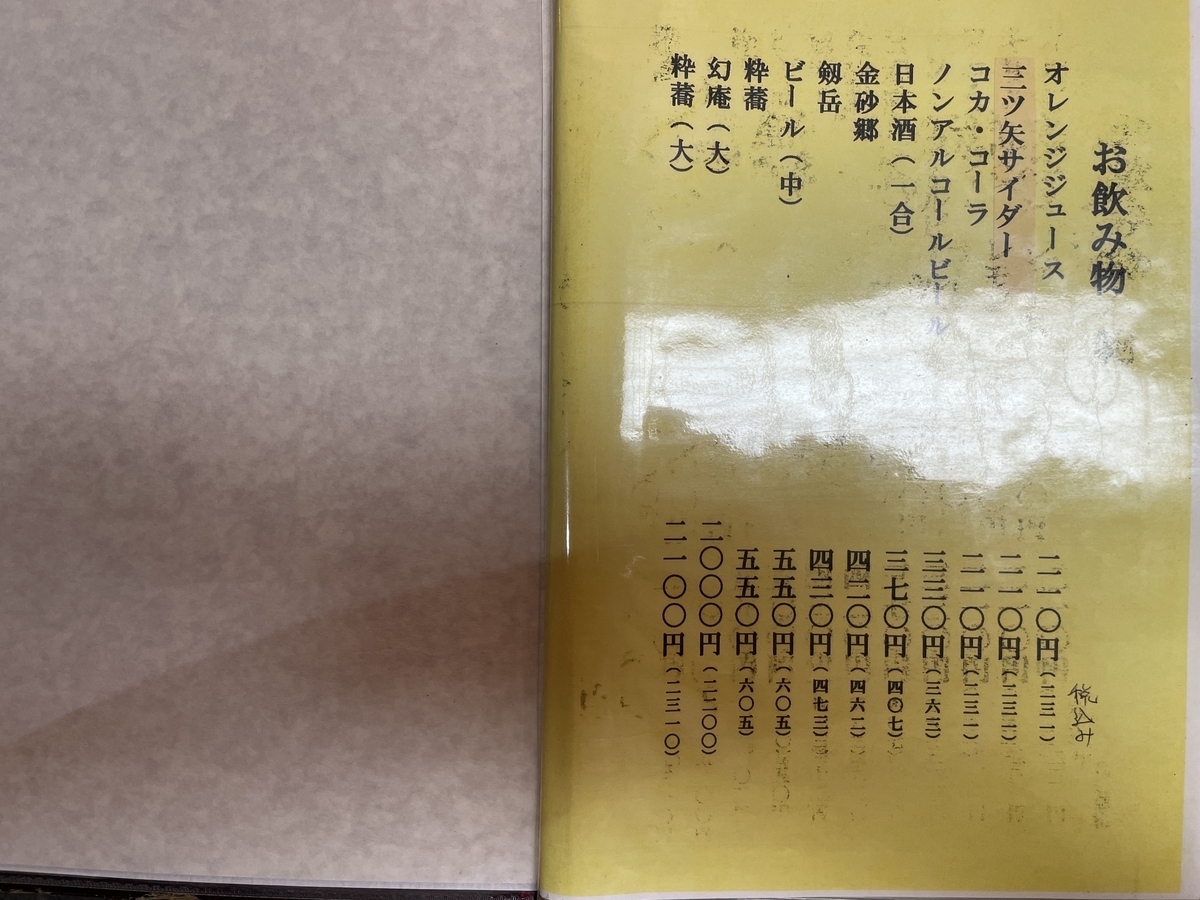 お飲み物
税込み
オレンジジュース 二一〇円(二三一)
三ツ矢サイダー 二一〇円(二三一)
コカ・コーラ 二一〇円(二三一)
ノンアルコールビール 三三〇円(三六三)
日本酒(一合) 三七〇円(四〇七)
金砂郷 四二〇円(四六二)
剱岳 四三〇円(四七三)
ビール(中) 五五〇円(六〇五)
粋蕎 五五〇円(六〇五)
幻庵(大) 二〇〇〇円(二二〇〇)
粋蕎(大) 二一〇〇円(二三一〇)